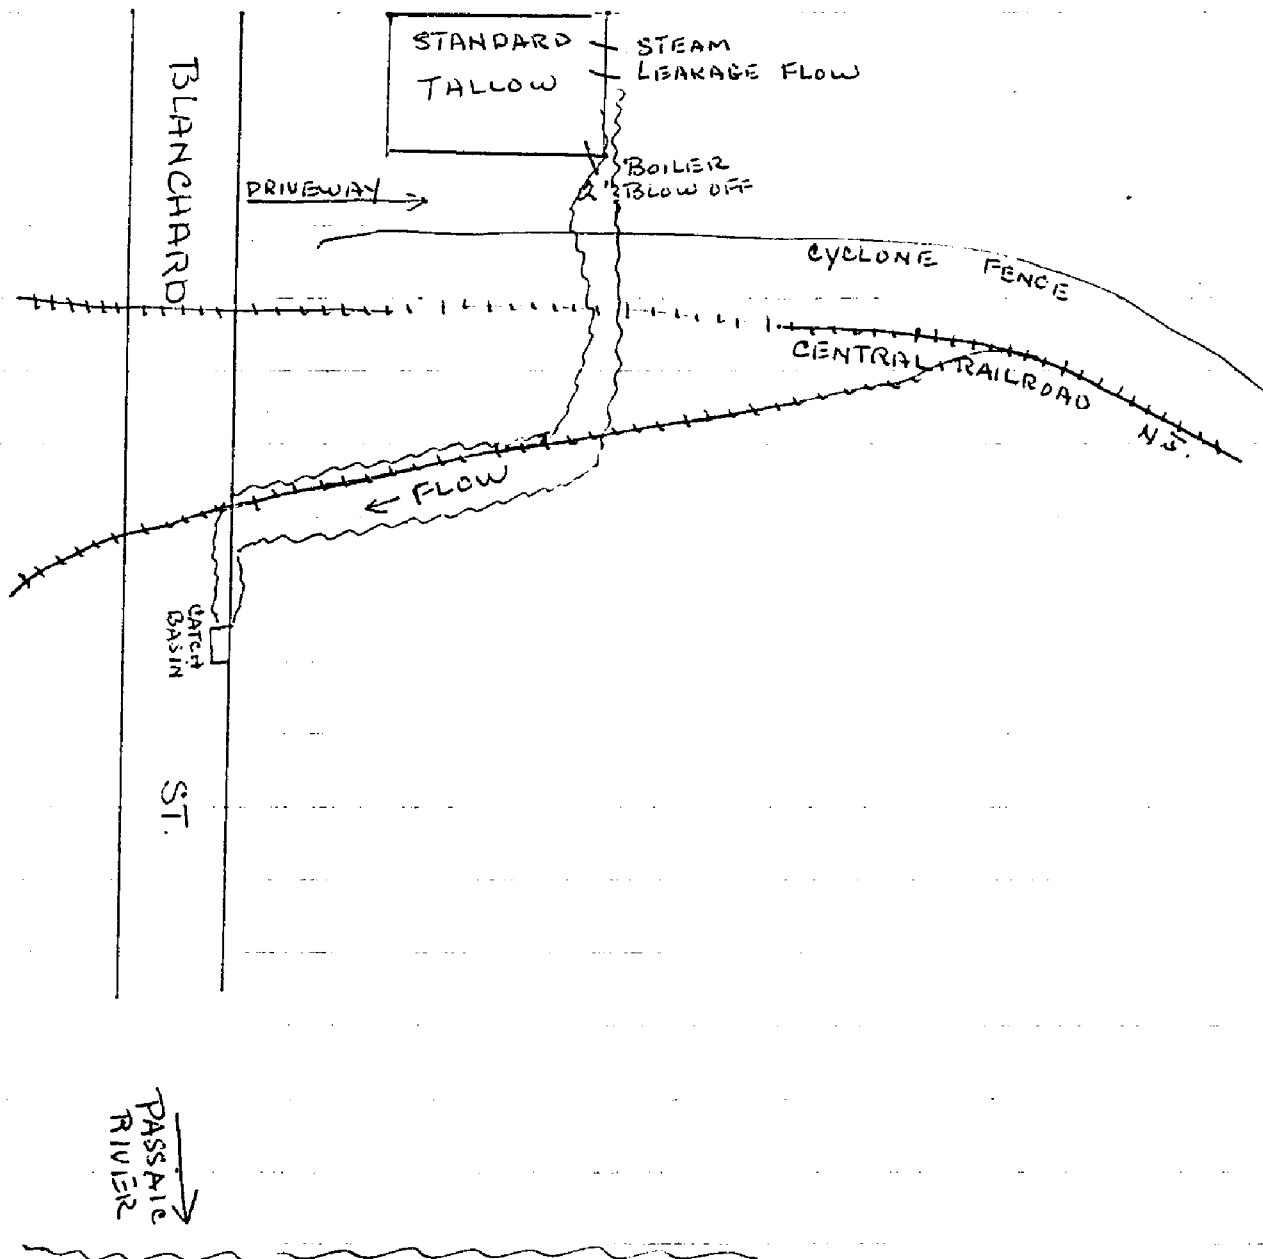 STANDARD
TALLOW
STEAM
LEAKAGE FLOW
BLANCHARD
BOILER
2" BLOW OFF
DRIVEWAY
CYCLONE FENCE
CENTRAL RAILROAD
N.J.
← FLOW
CATCH
BASIN
ST.
PASSAIC
RIVIER